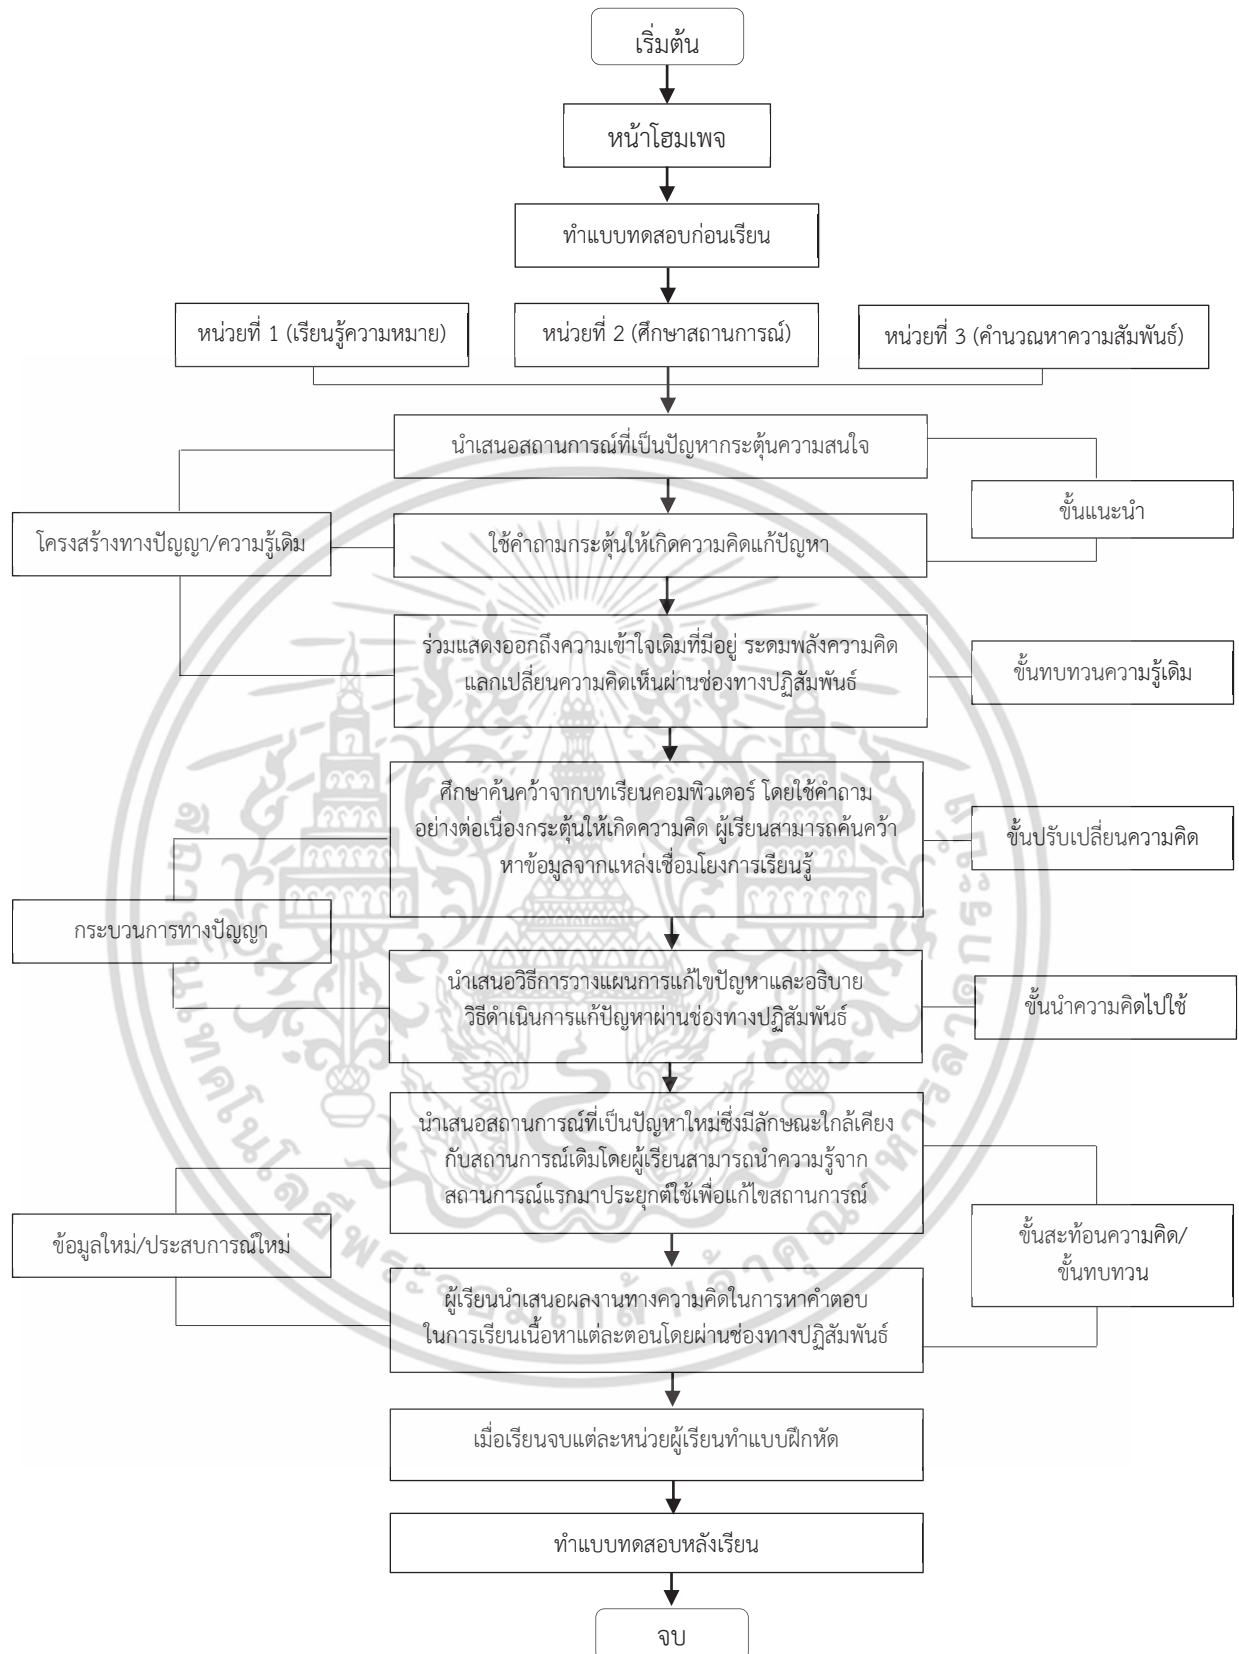 เริ่มต้น
หน้าโฮมเพจ
ทำแบบทดสอบก่อนเรียน
หน่วยที่ 1 (เรียนรู้ความหมาย)
หน่วยที่ 2 (ศึกษาสถานการณ์)
หน่วยที่ 3 (คำนวณหาความสัมพันธ์)
นำเสนอสถานการณ์ที่เป็นปัญหากระตุ้นความสนใจ
ขั้นแนะนำ
โครงสร้างทางปัญญา/ความรู้เดิม
ใช้คำถามกระตุ้นให้เกิดความคิดแก้ปัญหา
ร่วมแสดงออกถึงความเข้าใจเดิมที่มีอยู่ ระดมพลังความคิด
แลกเปลี่ยนความคิดเห็นผ่านช่องทางปฏิสัมพันธ์
ขั้นทบทวนความรู้เดิม
ศึกษาค้นคว้าจากบทเรียนคอมพิวเตอร์ โดยใช้คำถาม
อย่างต่อเนื่องกระตุ้นให้เกิดความคิด ผู้เรียนสามารถค้นคว้า
หาข้อมูลจากแหล่งเชื่อมโยงการเรียนรู้
ขั้นปรับเปลี่ยนความคิด
กระบวนการทางปัญญา
นำเสนอวิธีการวางแผนการแก้ไขปัญหาและอธิบาย
วิธีดำเนินการแก้ปัญหาผ่านช่องทางปฏิสัมพันธ์
ขั้นนำความคิดไปใช้
นำเสนอสถานการณ์ที่เป็นปัญหาใหม่ซึ่งมีลักษณะใกล้เคียง
กับสถานการณ์เดิมโดยผู้เรียนสามารถนำความรู้จาก
สถานการณ์แรกมาประยุกต์ใช้เพื่อแก้ไขสถานการณ์
ข้อมูลใหม่/ประสบการณ์ใหม่
ขั้นสะท้อนความคิด/
ขั้นทบทวน
ผู้เรียนนำเสนอผลงานทางความคิดในการหาคำตอบ
ในการเรียนเนื้อหาแต่ละตอนโดยผ่านช่องทางปฏิสัมพันธ์
เมื่อเรียนจบแต่ละหน่วยผู้เรียนทำแบบฝึกหัด
ทำแบบทดสอบหลังเรียน
จบ
สถาบันเทคโนโลยีพระจอมเกล้าเจ้าคุณทหารลาดกระบัง